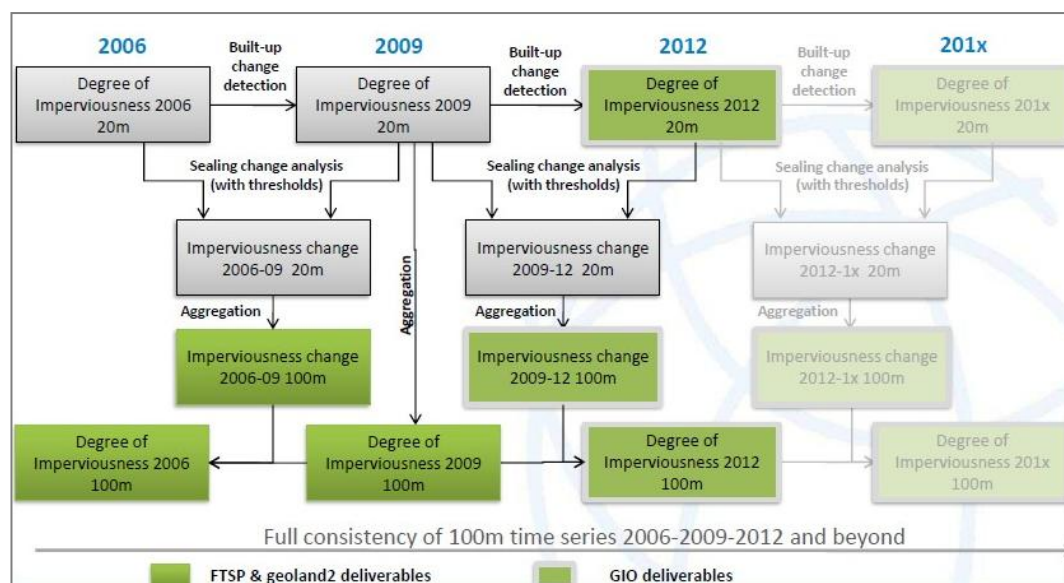 2006
Built-up
change
detection
2009
Built-up
change
detection
2012
Built-up
change
detection
201x
Degree of
Imperviousness 2006
20m
Degree of
Imperviousness 2009
20m
Degree of
Imperviousness 2012
20m
Degree of
Imperviousness 201x
20m
Sealing change analysis
(with thresholds)
Sealing change analysis
(with thresholds)
Sealing change analysis
(with thresholds)
Imperviousness change
2006-09 20m
Imperviousness change
2009-12 20m
Imperviousness change
2012-1x 20m
Aggregation
Aggregation
Aggregation
Aggregation
Imperviousness change
2006-09 100m
Imperviousness change
2009-12 100m
Imperviousness change
2012-1x 100m
Degree of
Imperviousness 2006
100m
Degree of
Imperviousness 2009
100m
Degree of
Imperviousness 2012
100m
Degree of
Imperviousness 201x
100m
Full consistency of 100m time series 2006-2009-2012 and beyond
FTSP & geoland2 deliverables
GIO deliverables